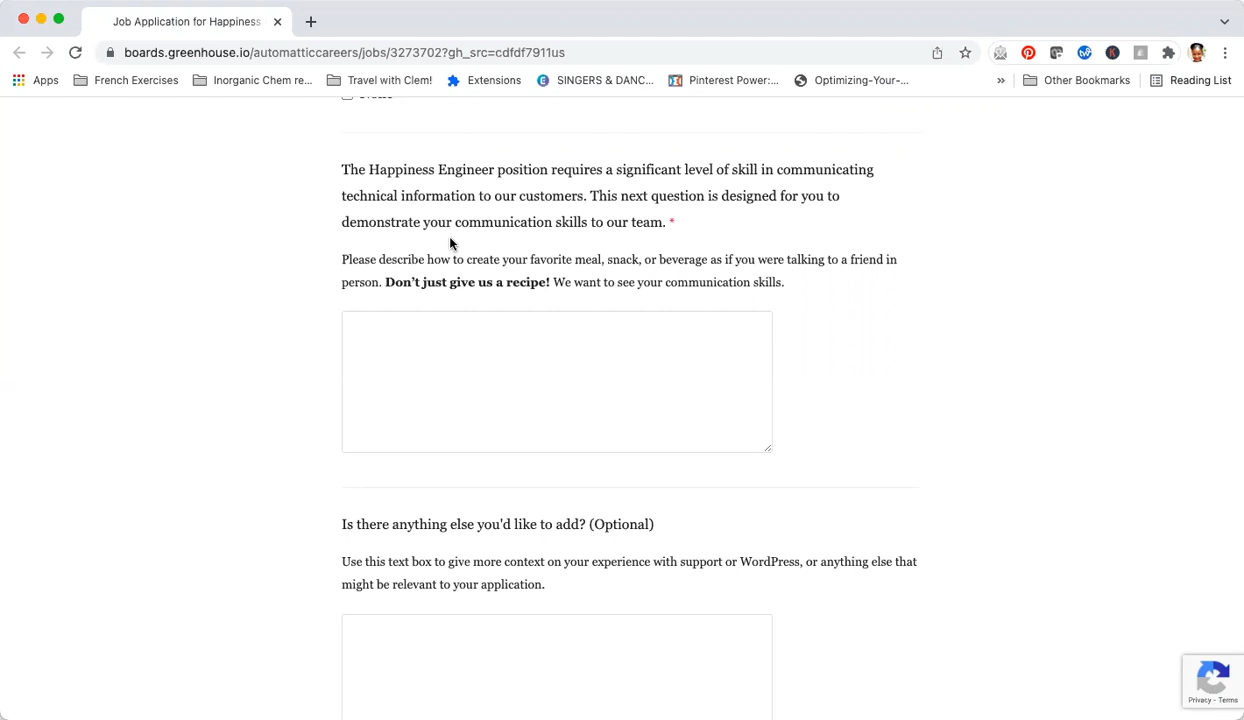 Job Application for Happiness
boards.greenhouse.io/automatticcareers/jobs/3273702?gh_src=cdfdf7911us
Apps French Exercises Inorganic Chem re... Travel with Clem! Extensions SINGERS & DANC... Pinterest Power:... Optimizing-Your-... » Other Bookmarks Reading List
The Happiness Engineer position requires a significant level of skill in communicating
technical information to our customers. This next question is designed for you to
demonstrate your communication skills to our team. *
Please describe how to create your favorite meal, snack, or beverage as if you were talking to a friend in
person. Don't just give us a recipe! We want to see your communication skills.
Is there anything else you'd like to add? (Optional)
Use this text box to give more context on your experience with support or WordPress, or anything else that
might be relevant to your application.
Privacy - Terms